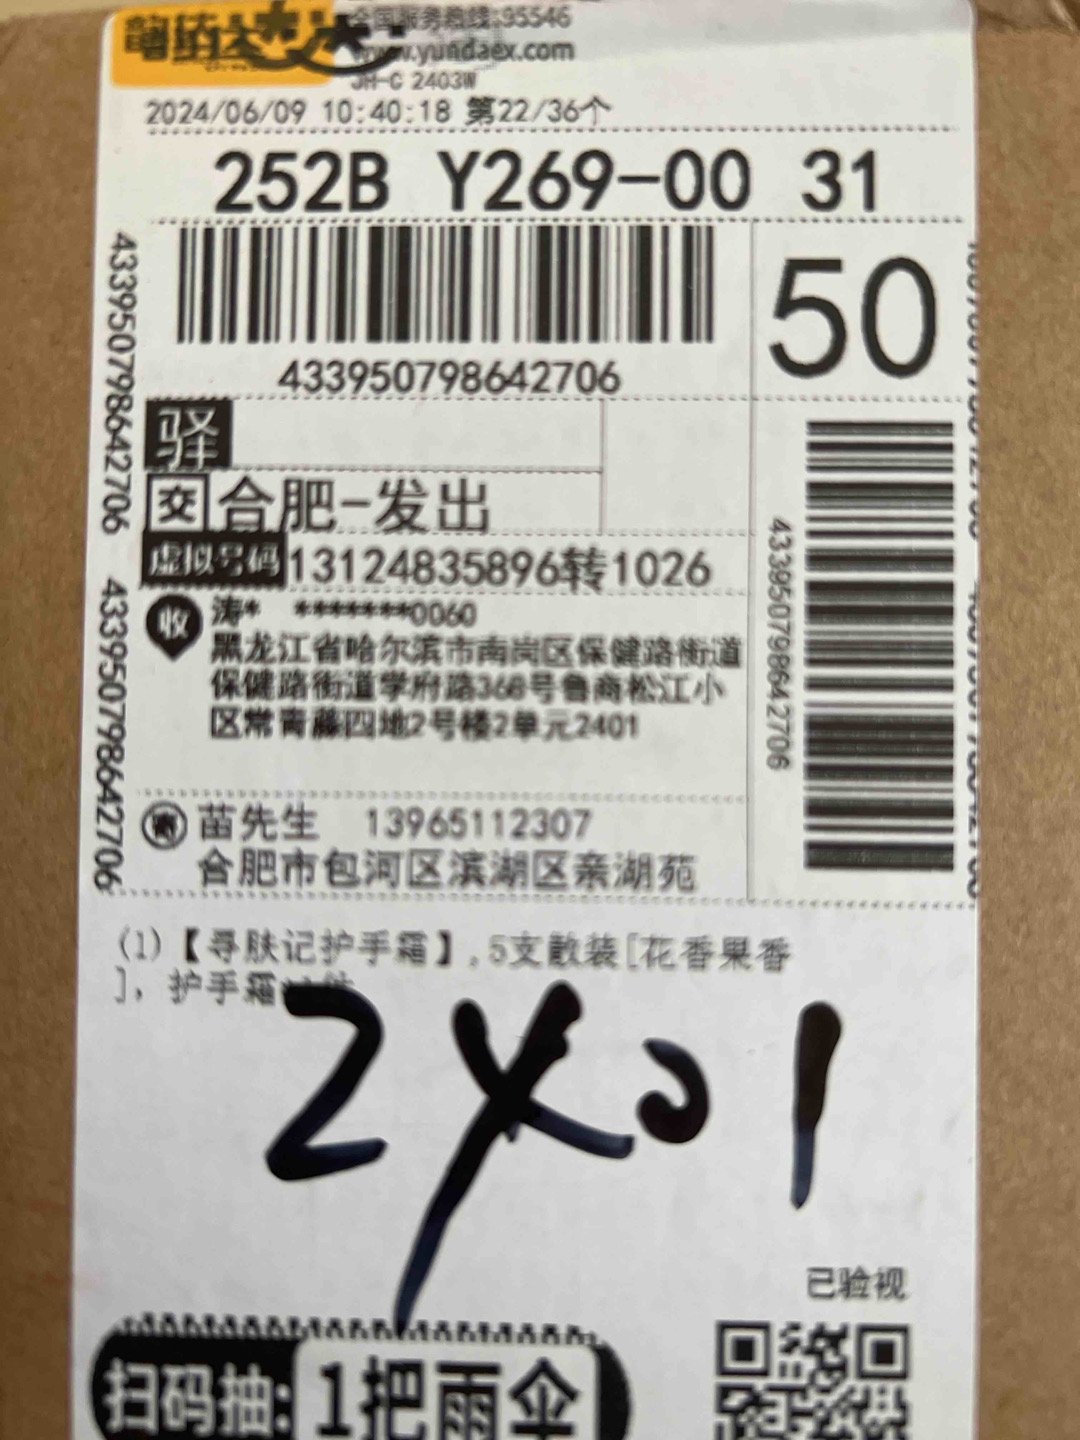 全国服务热线:95546
www.yundaex.com
JH-C 2403W
2024/06/09 10:40:18 第22/36个
252B Y269-00 31
50
433950798642706
433950798642706
433950798642706
433950798642706
驿
交 合肥-发出
虚拟号码 13124835896转1026
收 涛* *******0060
黑龙江省哈尔滨市南岗区保健路街道
保健路街道学府路368号鲁商松江小
区常青藤四地2号楼2单元2401
寄 苗先生 13965112307
合肥市包河区滨湖区亲湖苑
(1)【寻肤记护手霜】,5支散装[花香果香
], 护手霜
2401
已验视
扫码抽: 1把雨伞